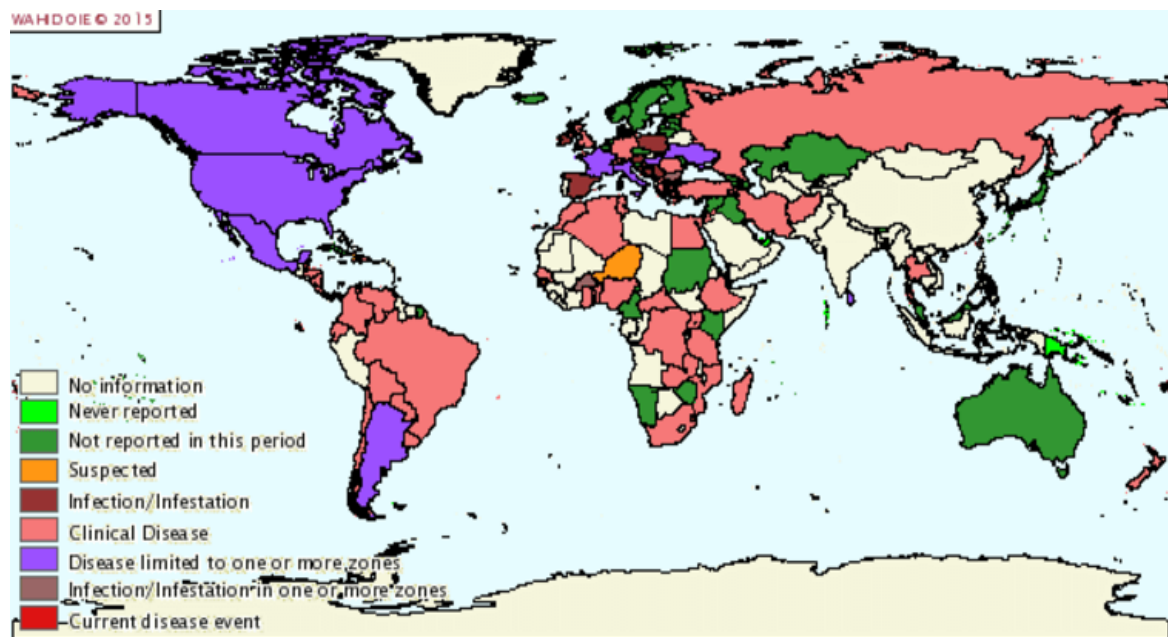 WAHIDOIE © 2015
No information
Never reported
Not reported in this period
Suspected
Infection/Infestation
Clinical Disease
Disease limited to one or more zones
Infection/Infestation in one or more zones
Current disease event